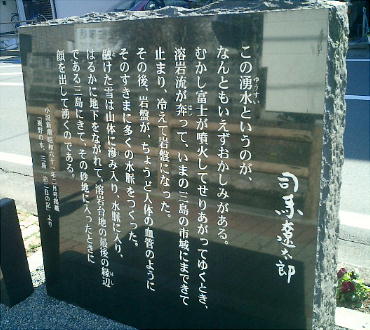 司馬遼太郎
この湧水というのが、
なんともいえずおかしみがある。
むかし富士が噴火してせりあがってゆくとき、
溶岩流が奔って、いまの三島の市域にまできて
止まり、冷えて岩盤になった。
その後、岩盤が、ちょうど人体の血管のように
そのすきまに多くの水脈をつくった。
融けた雪は山体に滲み入り、水脈に入り、
はるかに地下をながれて、溶岩台地の最後の縁辺
である三島にきて、その砂地に入ったときに
顔を出して湧くのである。
より